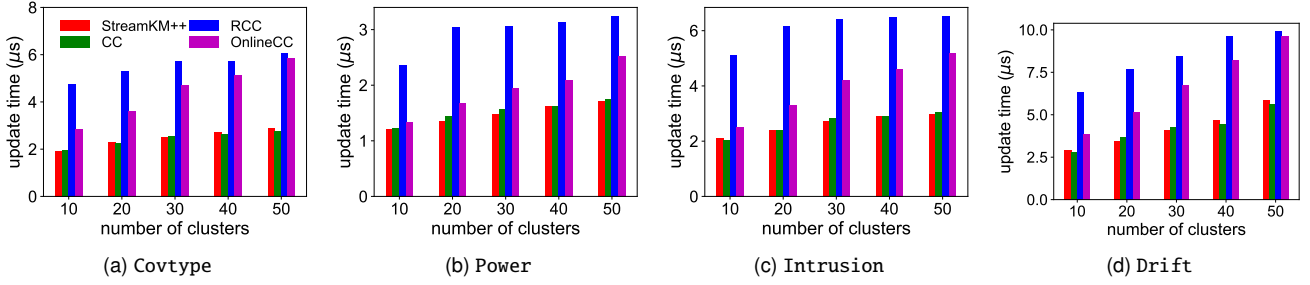 StreamKM++
CC
RCC
OnlineCC
update time (μs)
8
6
4
2
0
10 20 30 40 50
number of clusters
(a) Covtype
update time (μs)
3
2
1
0
10 20 30 40 50
number of clusters
(b) Power
update time (μs)
6
4
2
0
10 20 30 40 50
number of clusters
(c) Intrusion
update time (μs)
10.0
7.5
5.0
2.5
0.0
10 20 30 40 50
number of clusters
(d) Drift